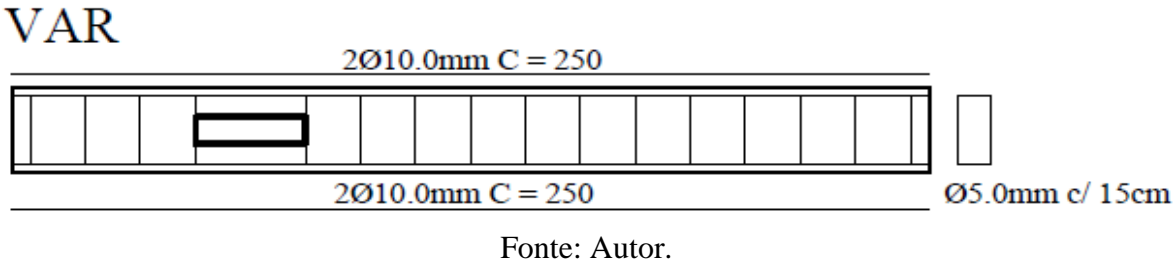 VAR
2Ø10.0mm C = 250
2Ø10.0mm C = 250
Ø5.0mm c/ 15cm
Fonte: Autor.